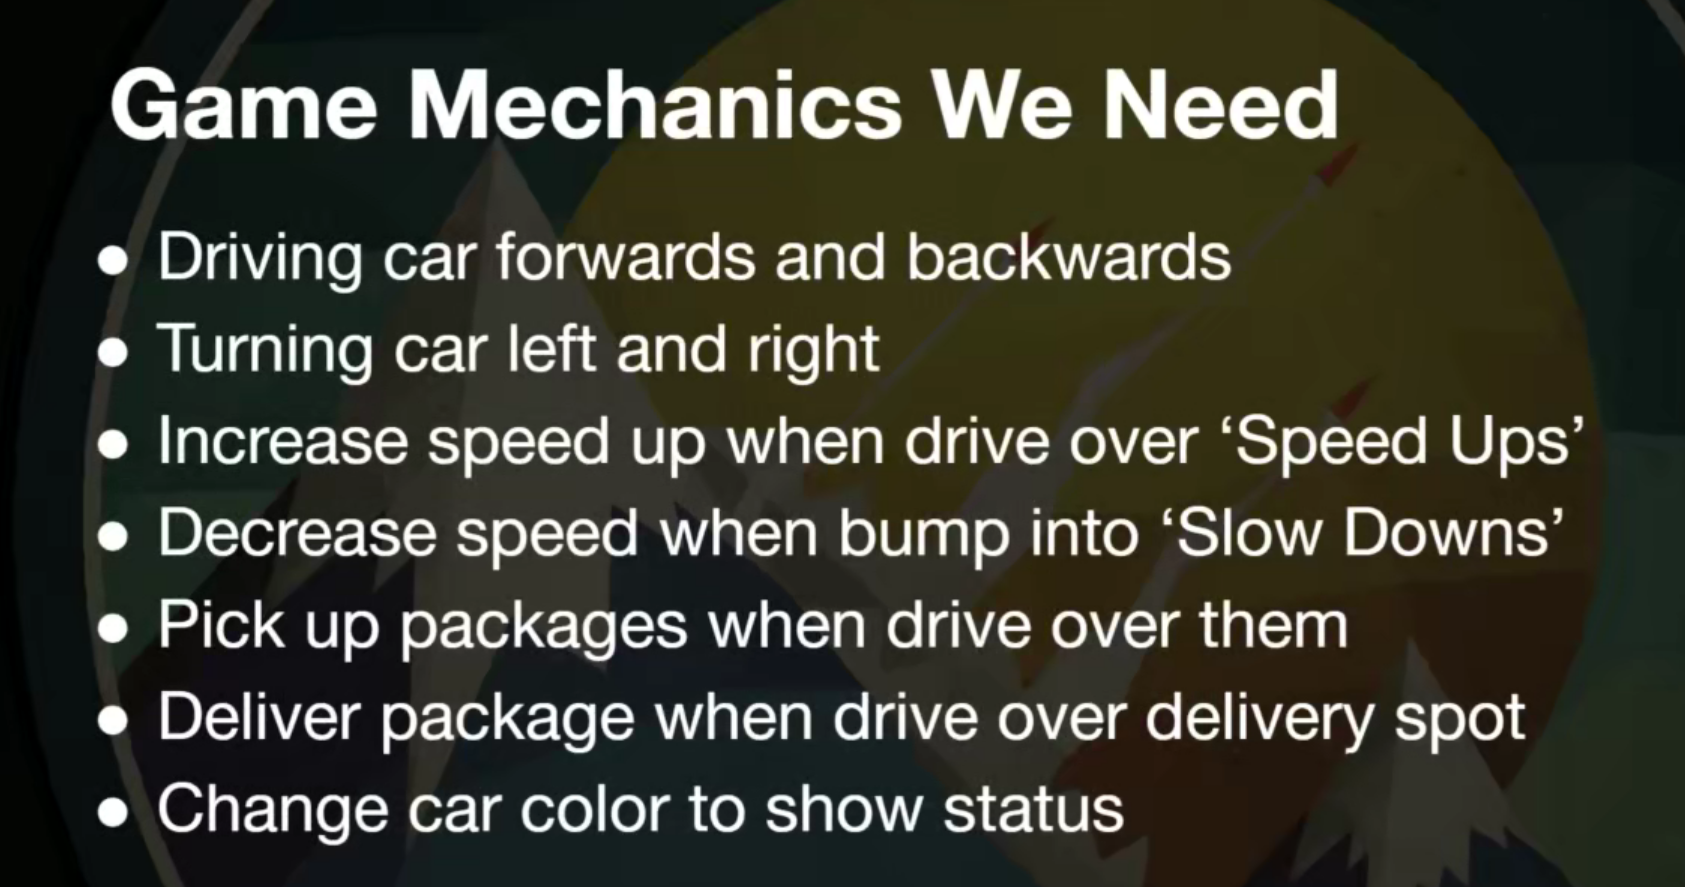 Game Mechanics We Need
● Driving car forwards and backwards
● Turning car left and right
● Increase speed up when drive over ‘Speed Ups’
● Decrease speed when bump into ‘Slow Downs’
● Pick up packages when drive over them
● Deliver package when drive over delivery spot
● Change car color to show status